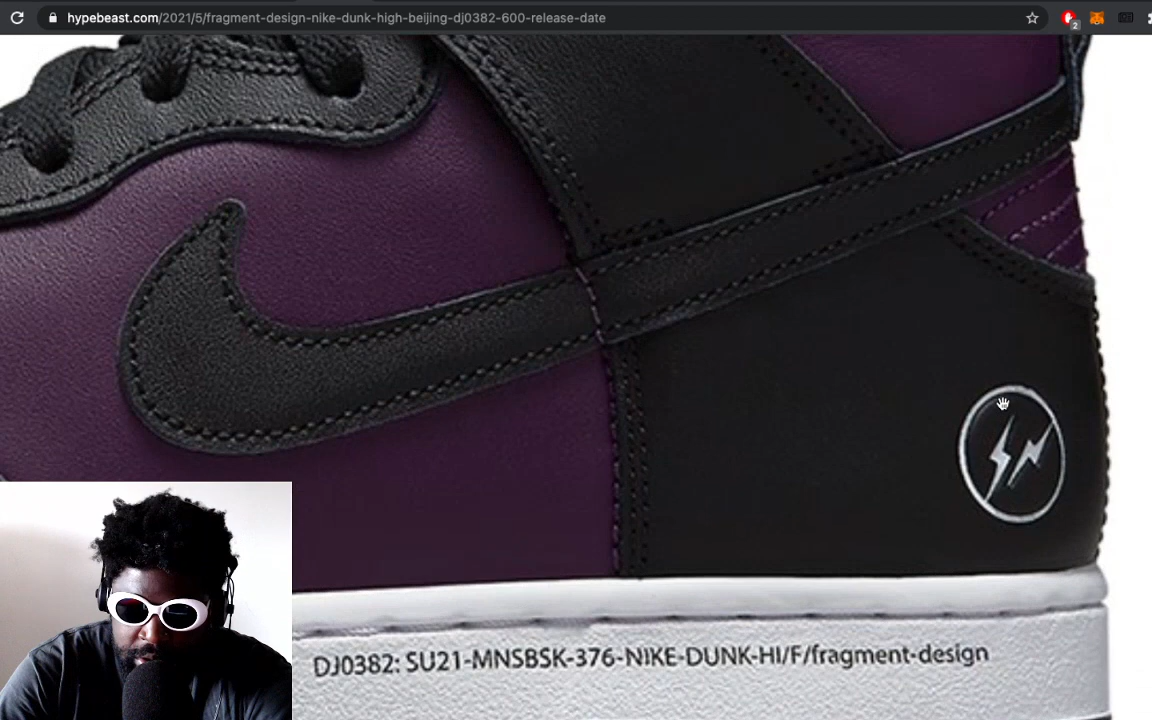 hypebeast.com/2021/5/fragment-design-nike-dunk-high-beijing-dj0382-600-release-date
2
DJ0382: SU21-MNSBSK-376-NIKE-DUNK-HI/F/fragment-design